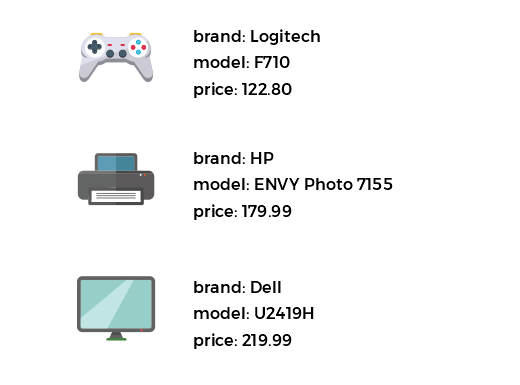 brand: Logitech
model: F710
price: 122.80
brand: HP
model: ENVY Photo 7155
price: 179.99
brand: Dell
model: U2419H
price: 219.99